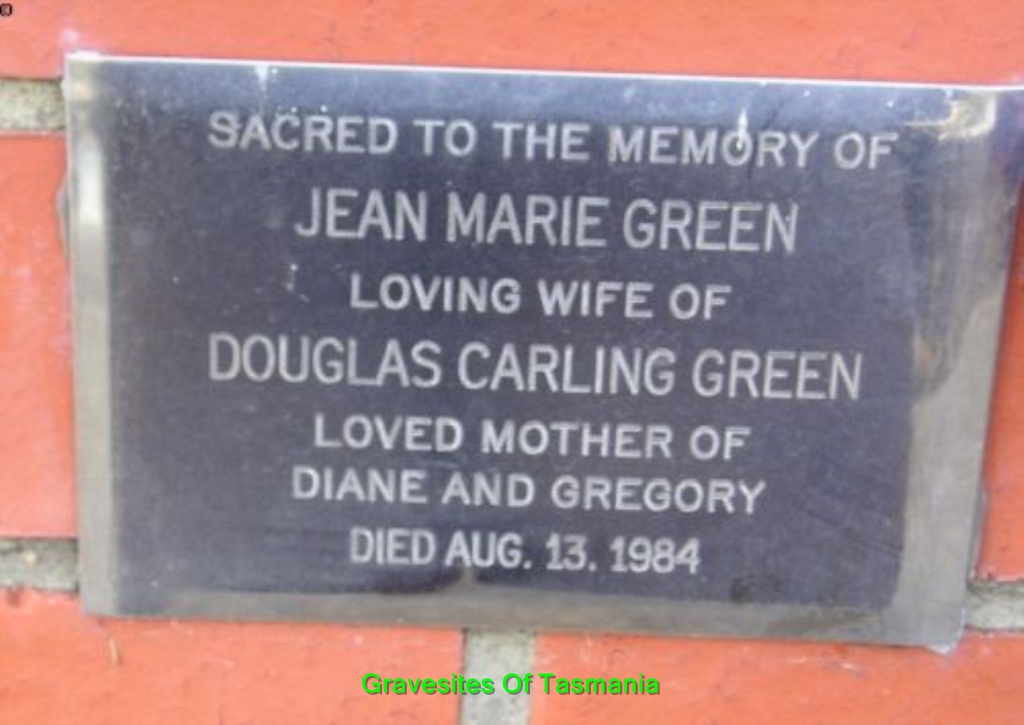 SACRED TO THE MEMORY OF
JEAN MARIE GREEN
LOVING WIFE OF
DOUGLAS CARLING GREEN
LOVED MOTHER OF
DIANE AND GREGORY
DIED AUG. 13. 1984
Gravesites Of Tasmania